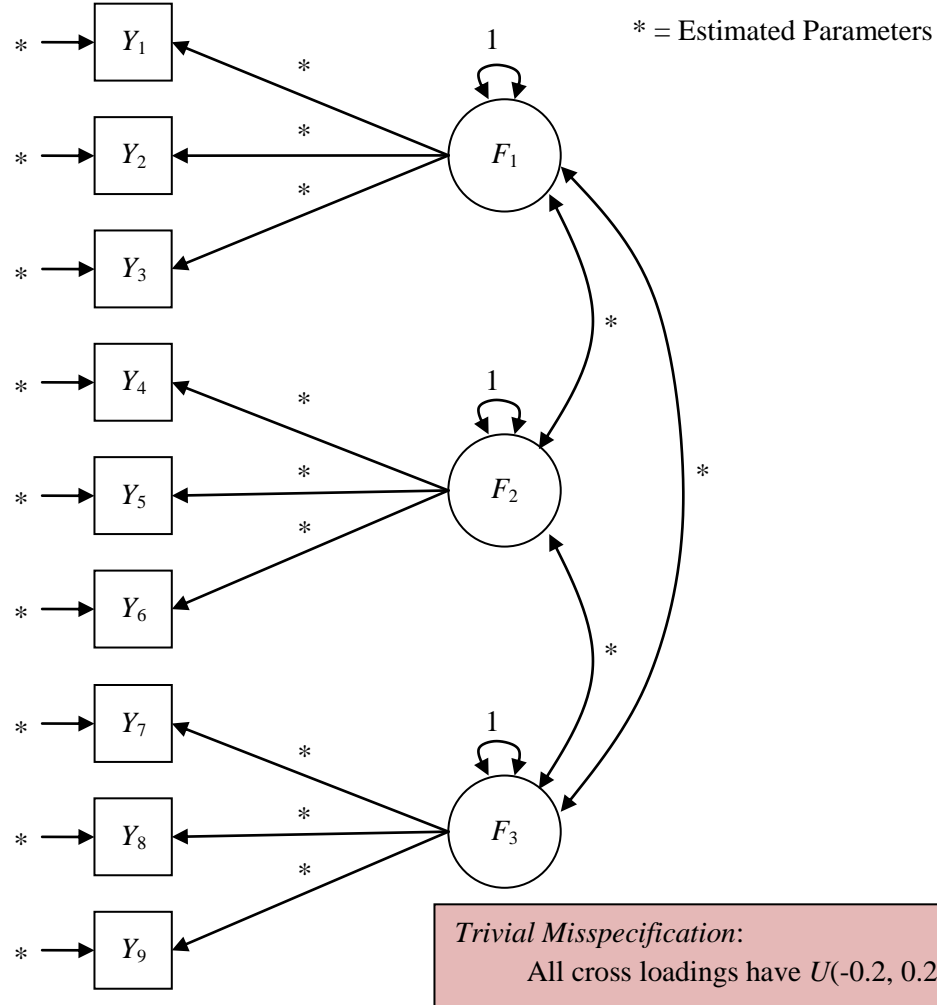 * = Estimated Parameters
1
* Y1 *
* Y2 * F1
* Y3 *
*
1
* Y4 *
* Y5 * F2 *
* Y6 *
*
1
* Y7 *
* Y8 * F3
* Y9 *
Trivial Misspecification:
All cross loadings have U(-0.2, 0.2